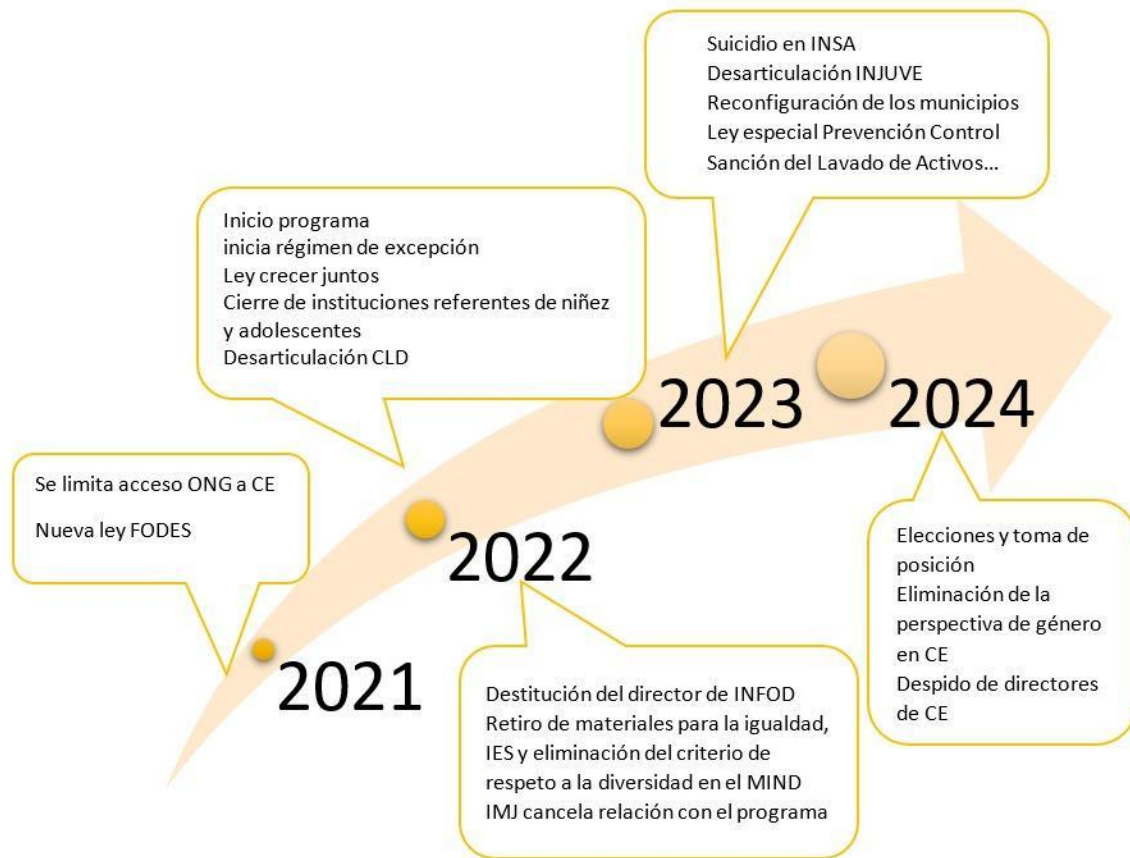 Suicidio en INSA
Desarticulación INJUVE
Reconfiguración de los municipios
Ley especial Prevención Control
Sanción del Lavado de Activos...
Inicio programa
inicia régimen de excepción
Ley crecer juntos
Cierre de instituciones referentes de niñez
y adolescentes
Desarticulación CLD
2023
2024
Se limita acceso ONG a CE
Nueva ley FODES
2022
2021
Elecciones y toma de
posición
Eliminación de la
perspectiva de género
en CE
Despido de directores
de CE
Destitución del director de INFOD
Retiro de materiales para la igualdad,
IES y eliminación del criterio de
respeto a la diversidad en el MIND
IMJ cancela relación con el programa